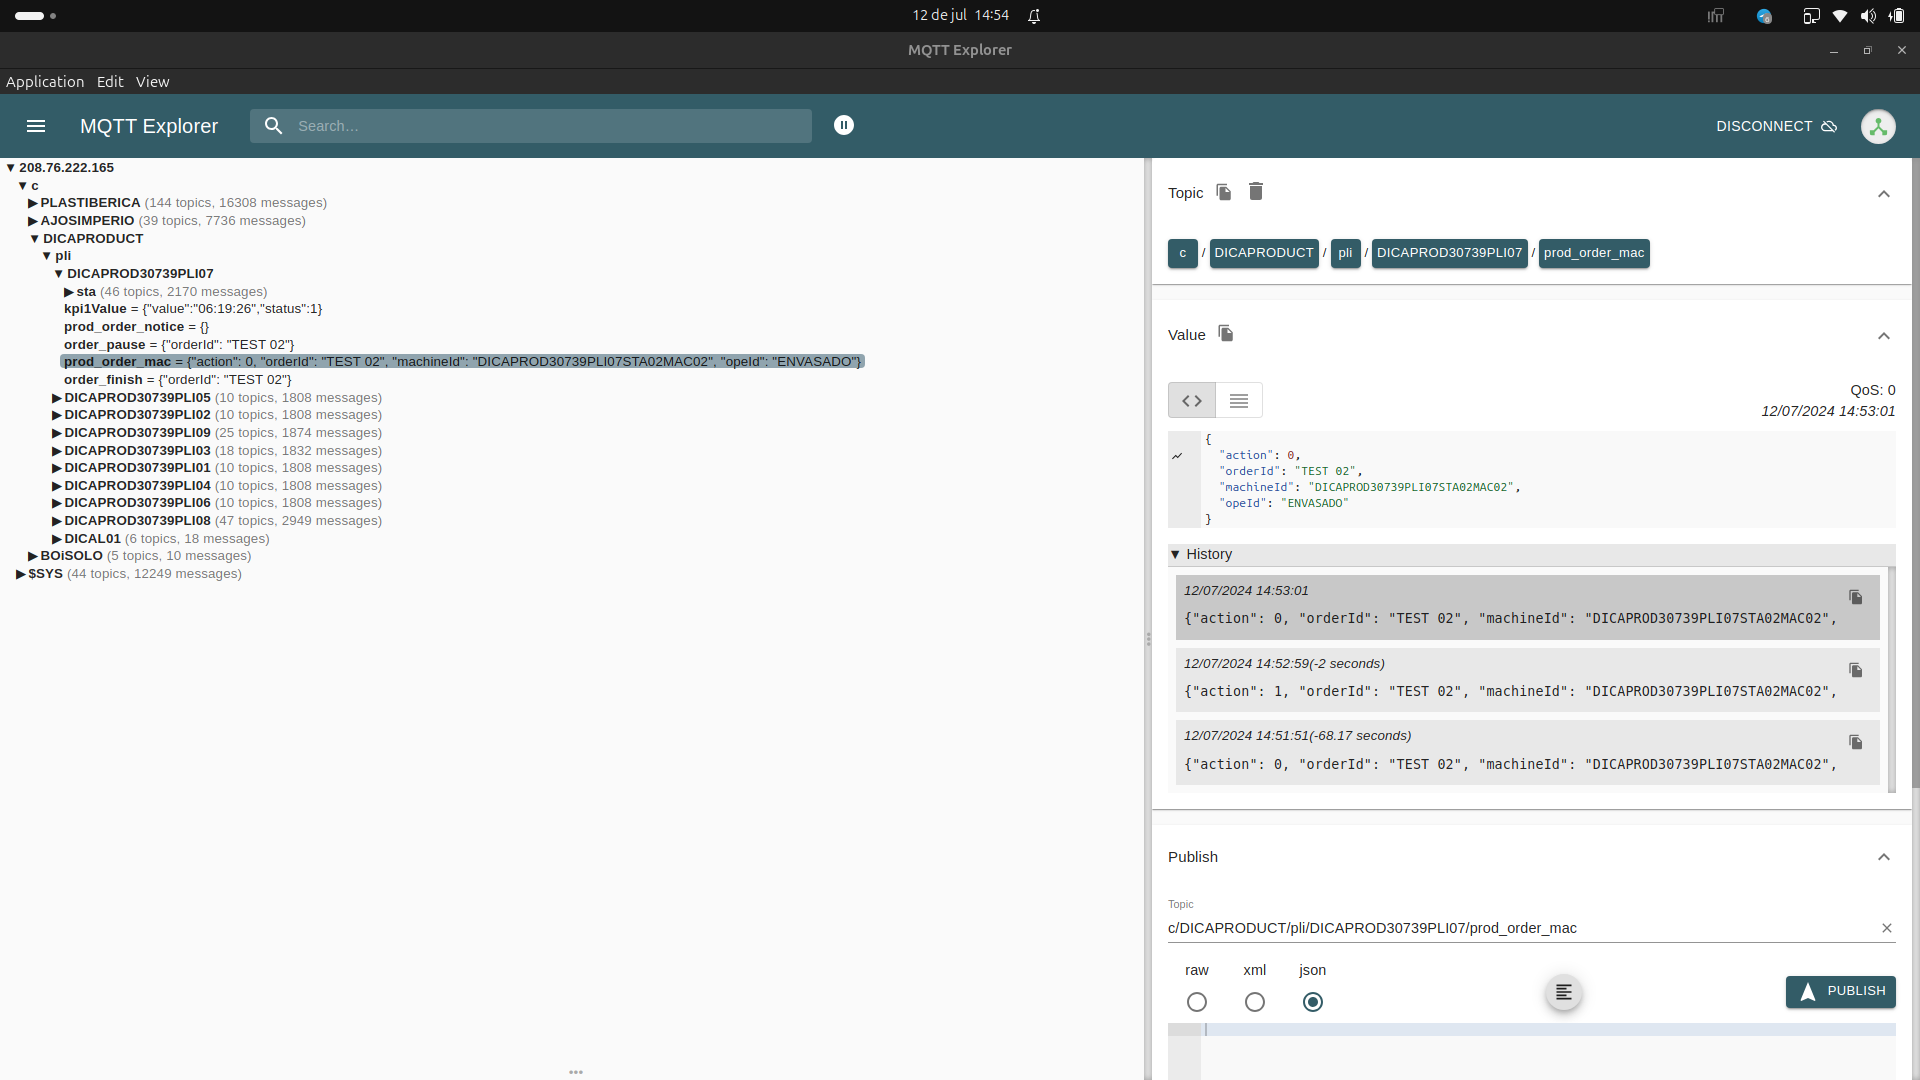 12 de jul 14:54
MQTT Explorer
Application Edit View
MQTT Explorer Search... DISCONNECT
▼ 208.76.222.165
▼ c
▶ PLASTIBERICA (144 topics, 16308 messages)
▶ AJOSIMPERIO (39 topics, 7736 messages)
▼ DICAPRODUCT
▼ pli
▼ DICAPROD30739PLI07
▶ sta (46 topics, 2170 messages)
kpi1Value = {"value":"06:19:26","status":1}
prod_order_notice = {}
order_pause = {"orderId": "TEST 02"}
prod_order_mac = {"action": 0, "orderId": "TEST 02", "machineId": "DICAPROD30739PLI07STA02MAC02", "opeId": "ENVASADO"}
order_finish = {"orderId": "TEST 02"}
▶ DICAPROD30739PLI05 (10 topics, 1808 messages)
▶ DICAPROD30739PLI02 (10 topics, 1808 messages)
▶ DICAPROD30739PLI09 (25 topics, 1874 messages)
▶ DICAPROD30739PLI03 (18 topics, 1832 messages)
▶ DICAPROD30739PLI01 (10 topics, 1808 messages)
▶ DICAPROD30739PLI04 (10 topics, 1808 messages)
▶ DICAPROD30739PLI06 (10 topics, 1808 messages)
▶ DICAPROD30739PLI08 (47 topics, 2949 messages)
▶ DICAL01 (6 topics, 18 messages)
▶ BOiSOLO (5 topics, 10 messages)
▶ $SYS (44 topics, 12249 messages)
Topic
c / DICAPRODUCT / pli / DICAPROD30739PLI07 / prod_order_mac
Value
QoS: 0
12/07/2024 14:53:01
{
"action": 0,
"orderId": "TEST 02",
"machineId": "DICAPROD30739PLI07STA02MAC02",
"opeId": "ENVASADO"
}
▼ History
12/07/2024 14:53:01
{"action": 0, "orderId": "TEST 02", "machineId": "DICAPROD30739PLI07STA02MAC02",
12/07/2024 14:52:59(-2 seconds)
{"action": 1, "orderId": "TEST 02", "machineId": "DICAPROD30739PLI07STA02MAC02",
12/07/2024 14:51:51(-68.17 seconds)
{"action": 0, "orderId": "TEST 02", "machineId": "DICAPROD30739PLI07STA02MAC02",
Publish
Topic
c/DICAPRODUCT/pli/DICAPROD30739PLI07/prod_order_mac
raw xml json
PUBLISH